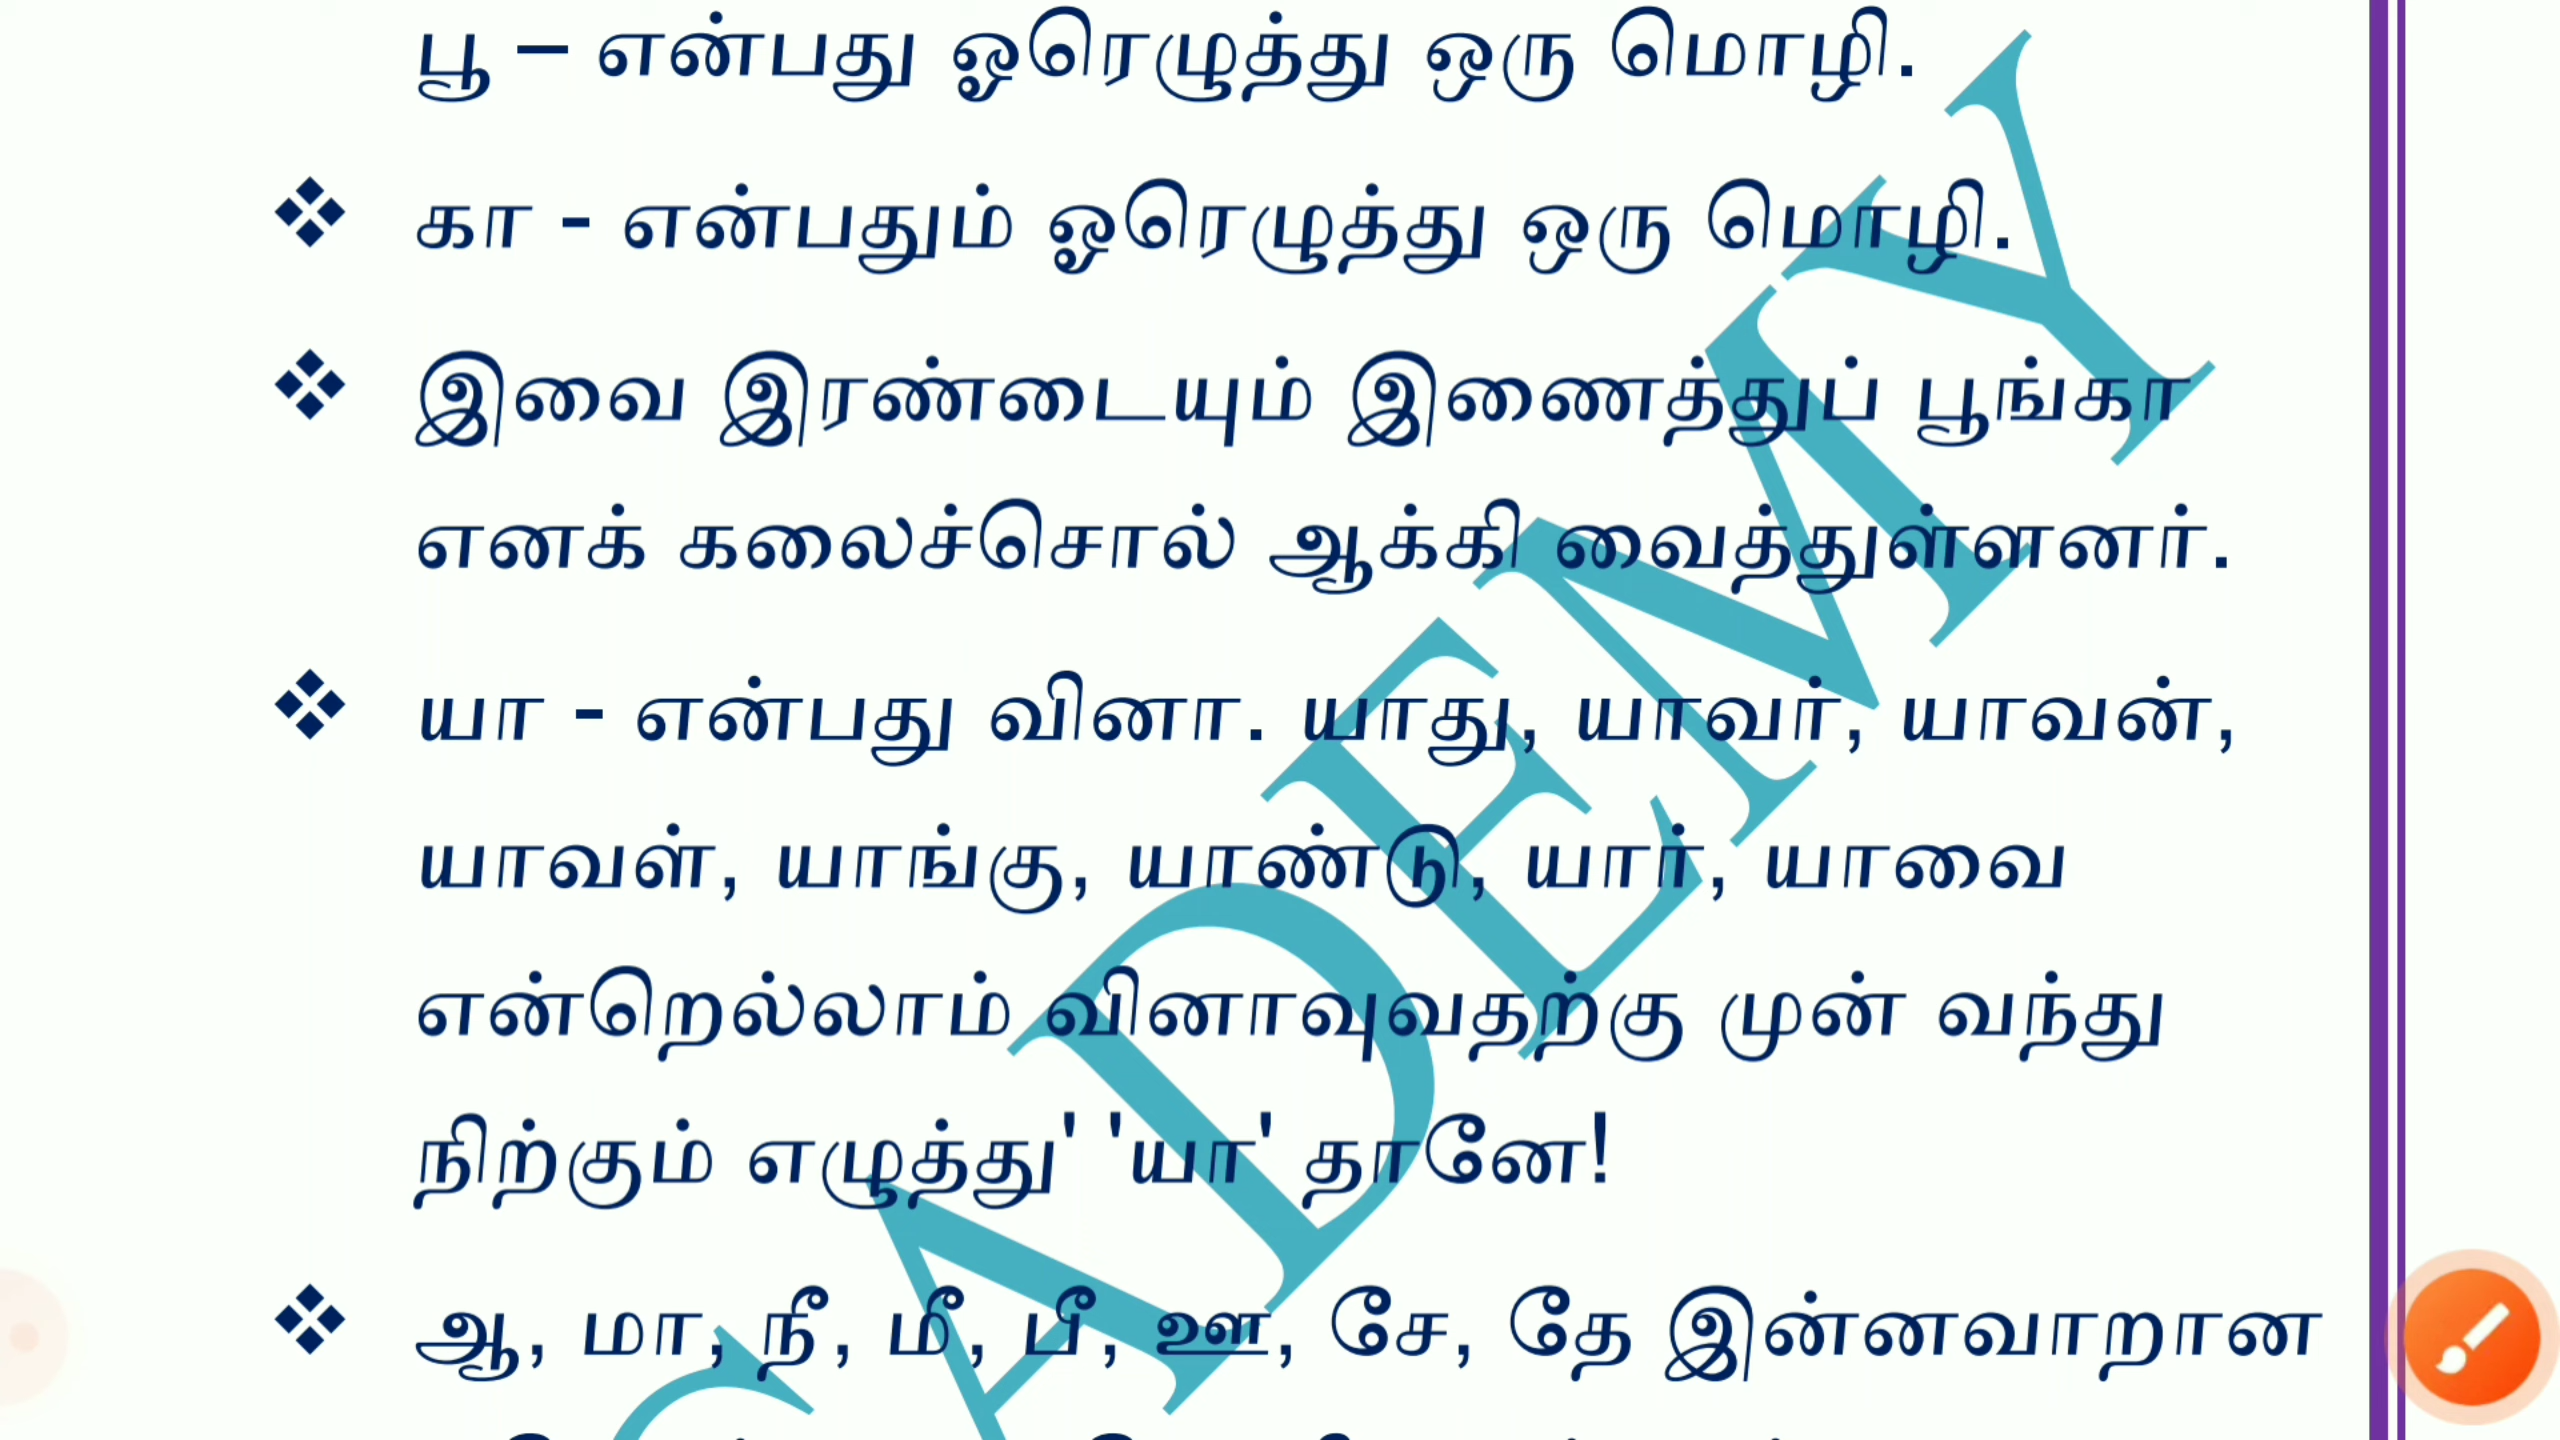 பூ – என்பது ஓரெழுத்து ஒரு மொழி.
❖ கா - என்பதும் ஓரெழுத்து ஒரு மொழி.
❖ இவை இரண்டையும் இணைத்துப் பூங்கா
எனக் கலைச்சொல் ஆக்கி வைத்துள்ளனர்.
❖ யா - என்பது வினா. யாது, யாவர், யாவன்,
யாவள், யாங்கு, யாண்டு, யார், யாவை
என்றெல்லாம் வினாவுவதற்கு முன் வந்து
நிற்கும் எழுத்து' 'யா' தானே!
❖ ஆ, மா, நீ, மீ, பீ, ஊ, சே, தே இன்னவாறான
ACADEMY